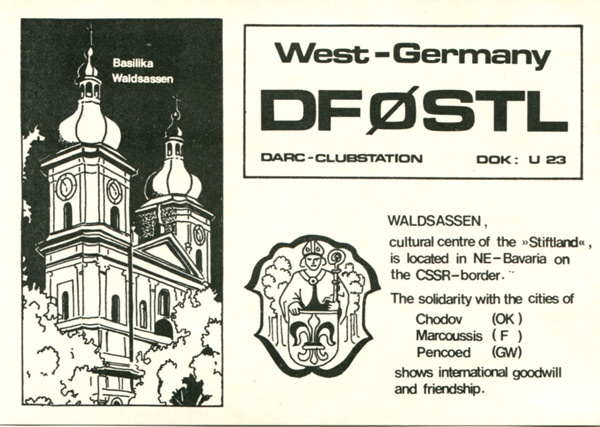 Basilika
Waldsassen
West-Germany
DFØSTL
DARC-CLUBSTATION DOK: U 23
WALDSASSEN,
cultural centre of the »Stiftland«,
is located in NE-Bavaria on
the CSSR-border.
The solidarity with the cities of
Chodov (OK)
Marcoussis (F)
Pencoed (GW)
shows international goodwill
and friendship.